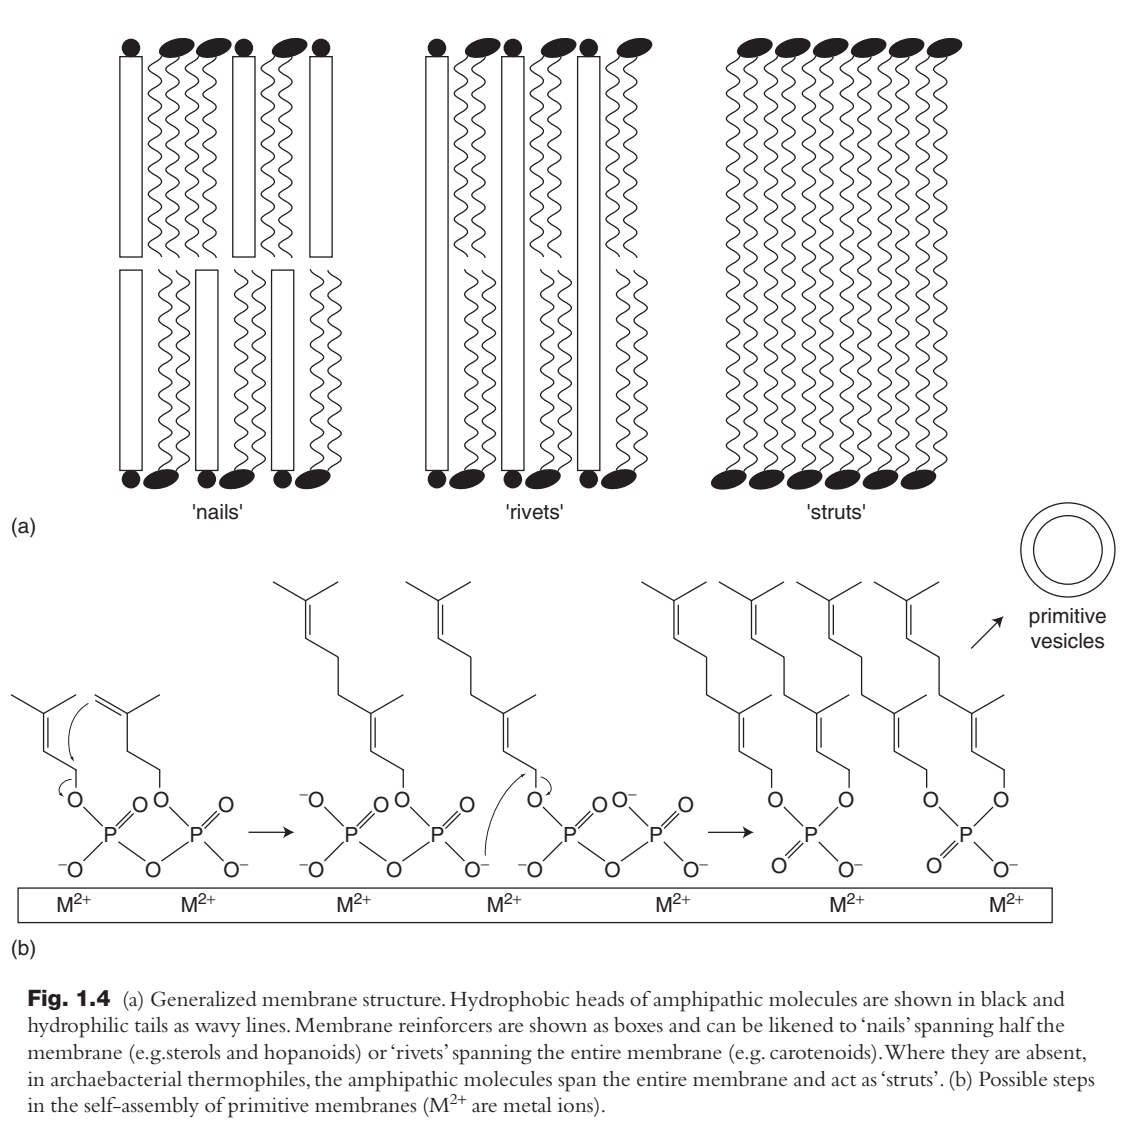 'nails' 'rivets' 'struts'
(a)
primitive
vesicles
O O O O
P P
⁻O O O⁻
⁻O O O O
P P
⁻O O O⁻
O O O⁻ O
P P
⁻O O O⁻
O O
P
O O⁻
O O
P
O O⁻
M²⁺ M²⁺ M²⁺ M²⁺ M²⁺ M²⁺ M²⁺
(b)
Fig. 1.4 (a) Generalized membrane structure. Hydrophobic heads of amphipathic molecules are shown in black and
hydrophilic tails as wavy lines. Membrane reinforcers are shown as boxes and can be likened to 'nails' spanning half the
membrane (e.g.sterols and hopanoids) or 'rivets' spanning the entire membrane (e.g. carotenoids). Where they are absent,
in archaebacterial thermophiles, the amphipathic molecules span the entire membrane and act as 'struts'. (b) Possible steps
in the self-assembly of primitive membranes (M²⁺ are metal ions).